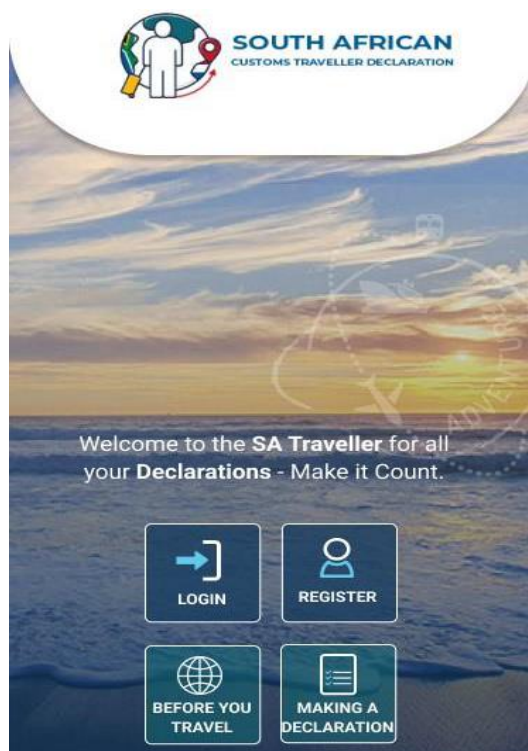 SOUTH AFRICAN
CUSTOMS TRAVELLER DECLARATION
ADVENTURE
Welcome to the SA Traveller for all
your Declarations - Make it Count.
LOGIN
REGISTER
BEFORE YOU
TRAVEL
MAKING A
DECLARATION